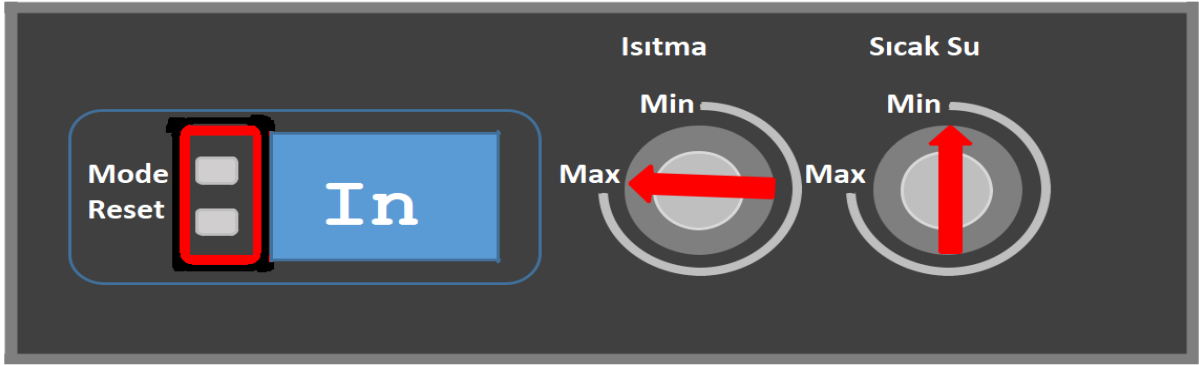 Isıtma
Sıcak Su
Min
Min
Mode
Reset
In
Max
Max